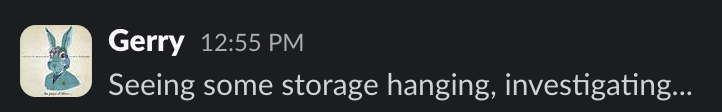 Gerry 12:55 PM
Seeing some storage hanging, investigating...